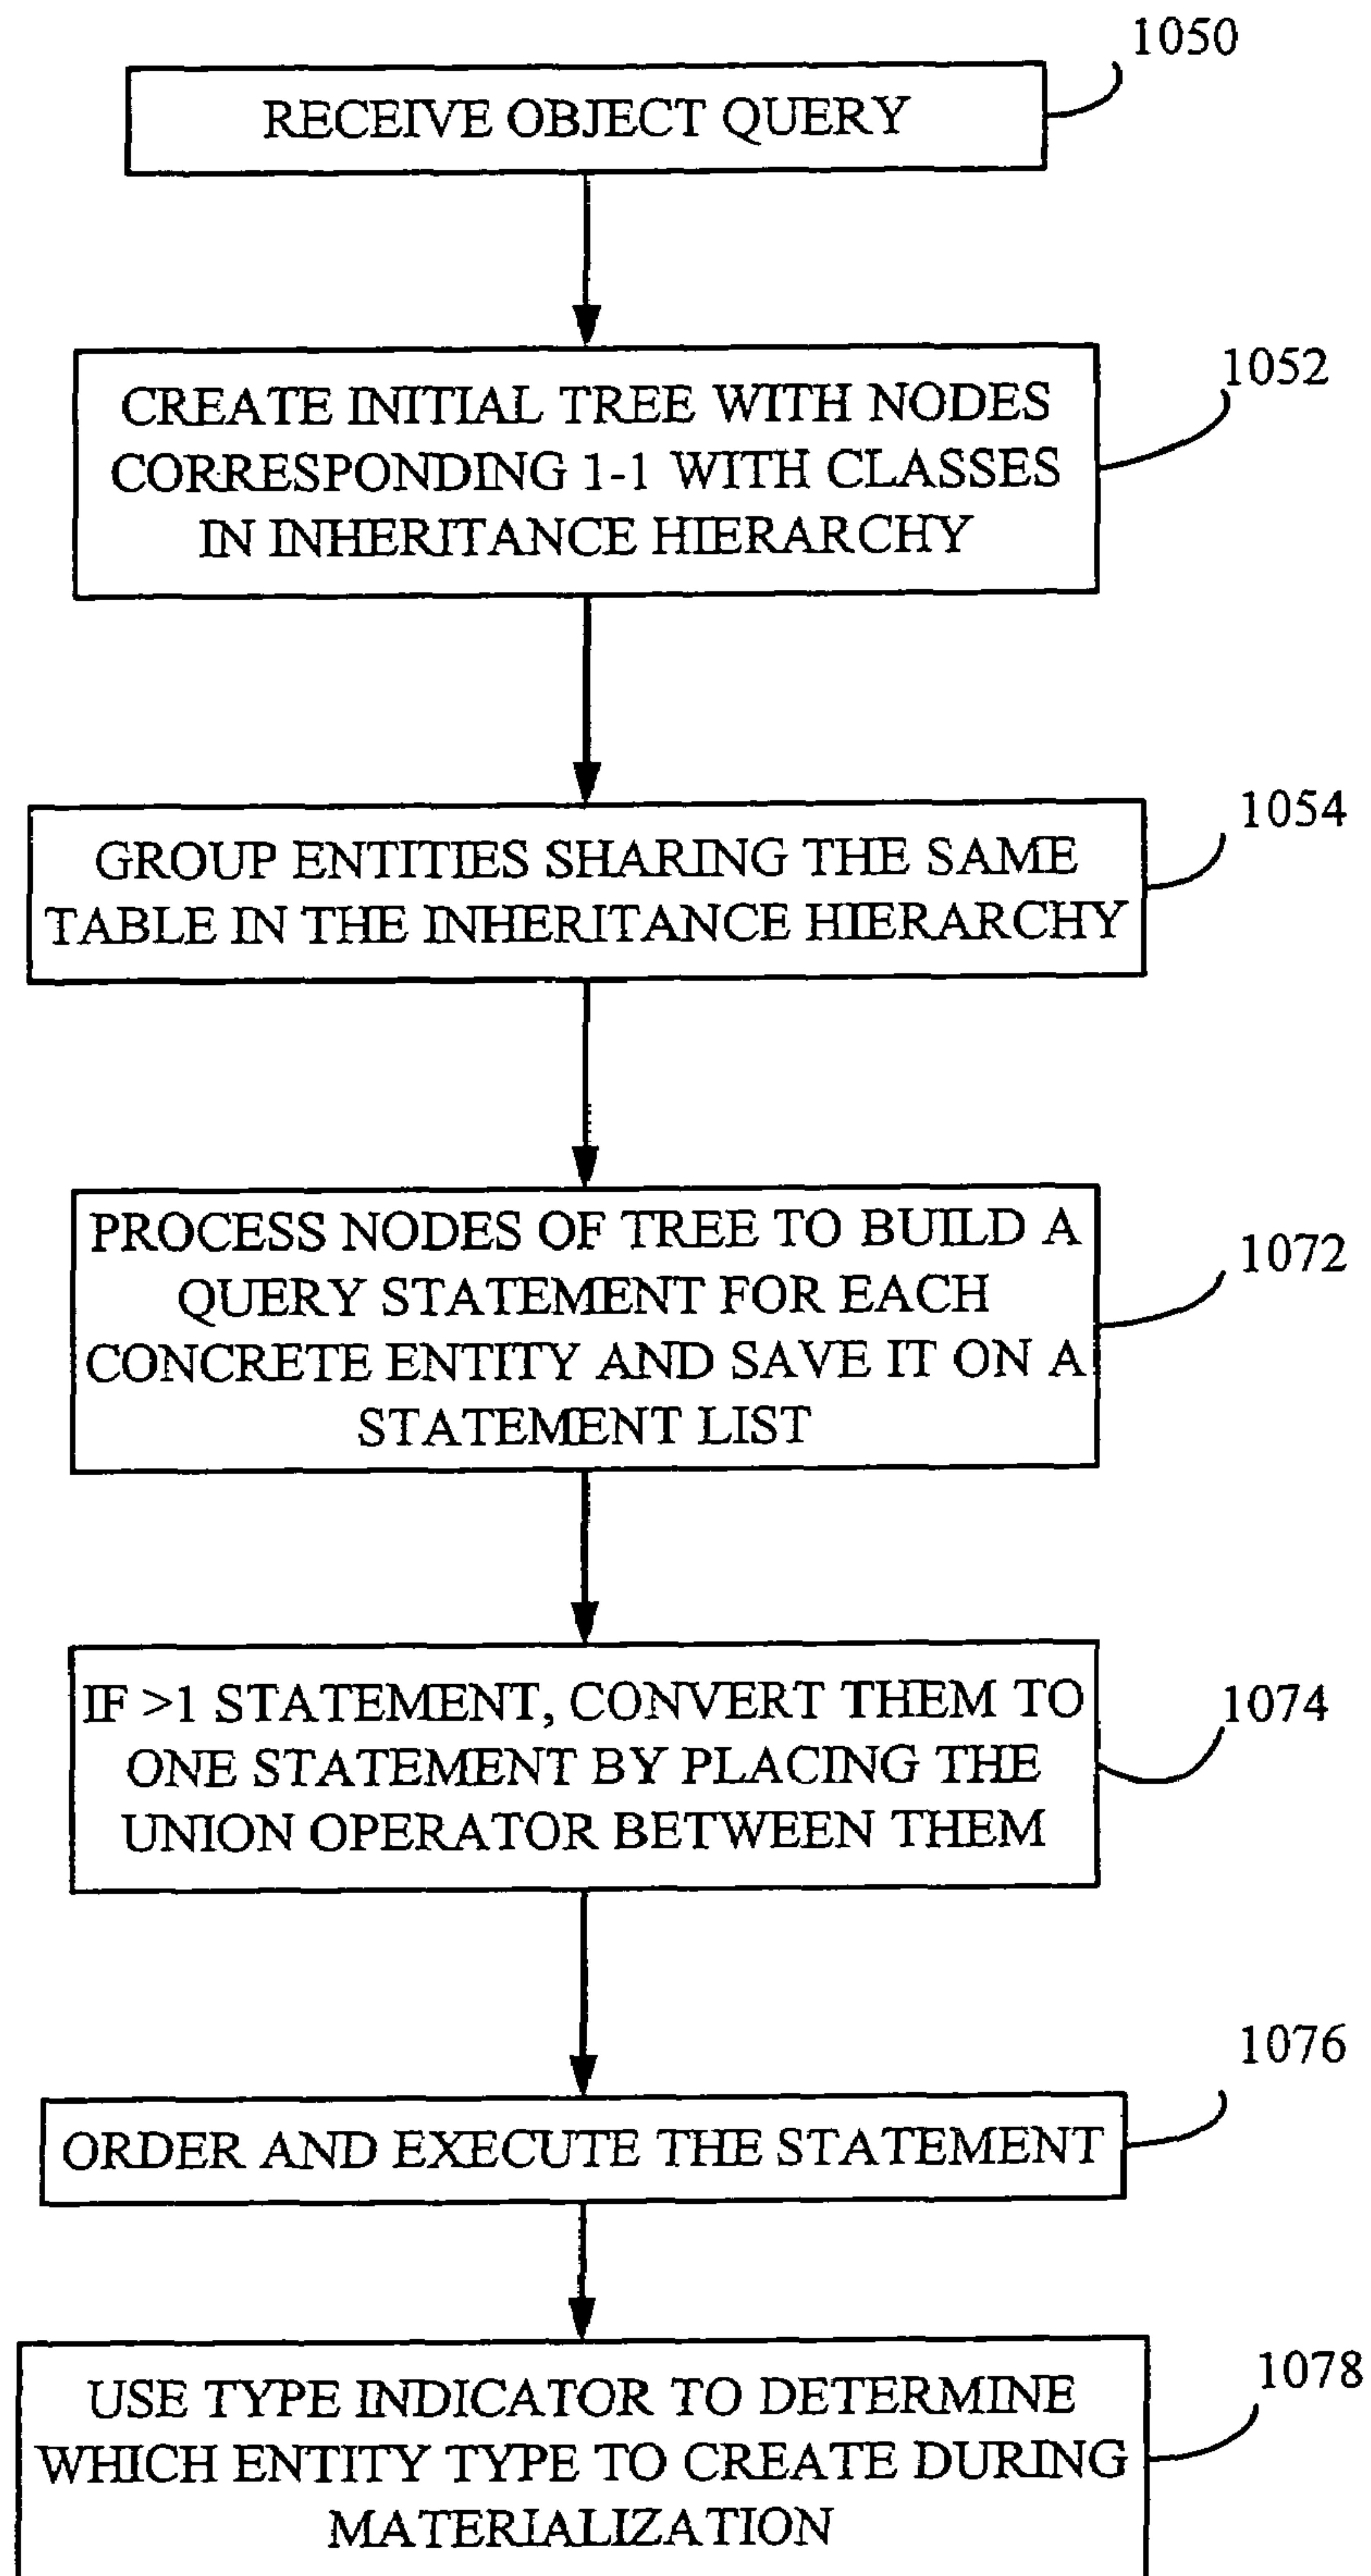 1050
RECEIVE OBJECT QUERY
1052
CREATE INITIAL TREE WITH NODES
CORRESPONDING 1-1 WITH CLASSES
IN INHERITANCE HIERARCHY
1054
GROUP ENTITIES SHARING THE SAME
TABLE IN THE INHERITANCE HIERARCHY
1072
PROCESS NODES OF TREE TO BUILD A
QUERY STATEMENT FOR EACH
CONCRETE ENTITY AND SAVE IT ON A
STATEMENT LIST
1074
IF >1 STATEMENT, CONVERT THEM TO
ONE STATEMENT BY PLACING THE
UNION OPERATOR BETWEEN THEM
1076
ORDER AND EXECUTE THE STATEMENT
1078
USE TYPE INDICATOR TO DETERMINE
WHICH ENTITY TYPE TO CREATE DURING
MATERIALIZATION